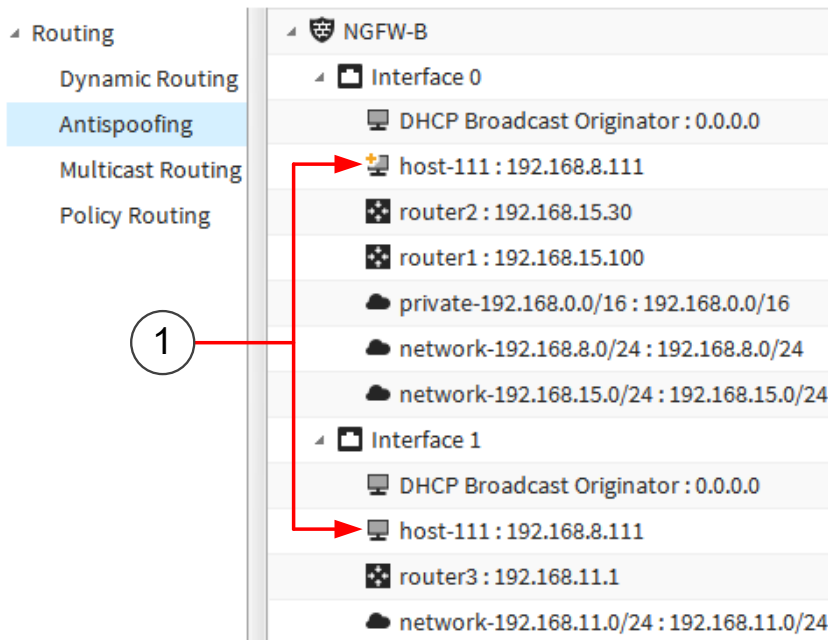 Routing
Dynamic Routing
Antispoofing
Multicast Routing
Policy Routing
1
NGFW-B
Interface 0
DHCP Broadcast Originator : 0.0.0.0
host-111 : 192.168.8.111
router2 : 192.168.15.30
router1 : 192.168.15.100
private-192.168.0.0/16 : 192.168.0.0/16
network-192.168.8.0/24 : 192.168.8.0/24
network-192.168.15.0/24 : 192.168.15.0/24
Interface 1
DHCP Broadcast Originator : 0.0.0.0
host-111 : 192.168.8.111
router3 : 192.168.11.1
network-192.168.11.0/24 : 192.168.11.0/24